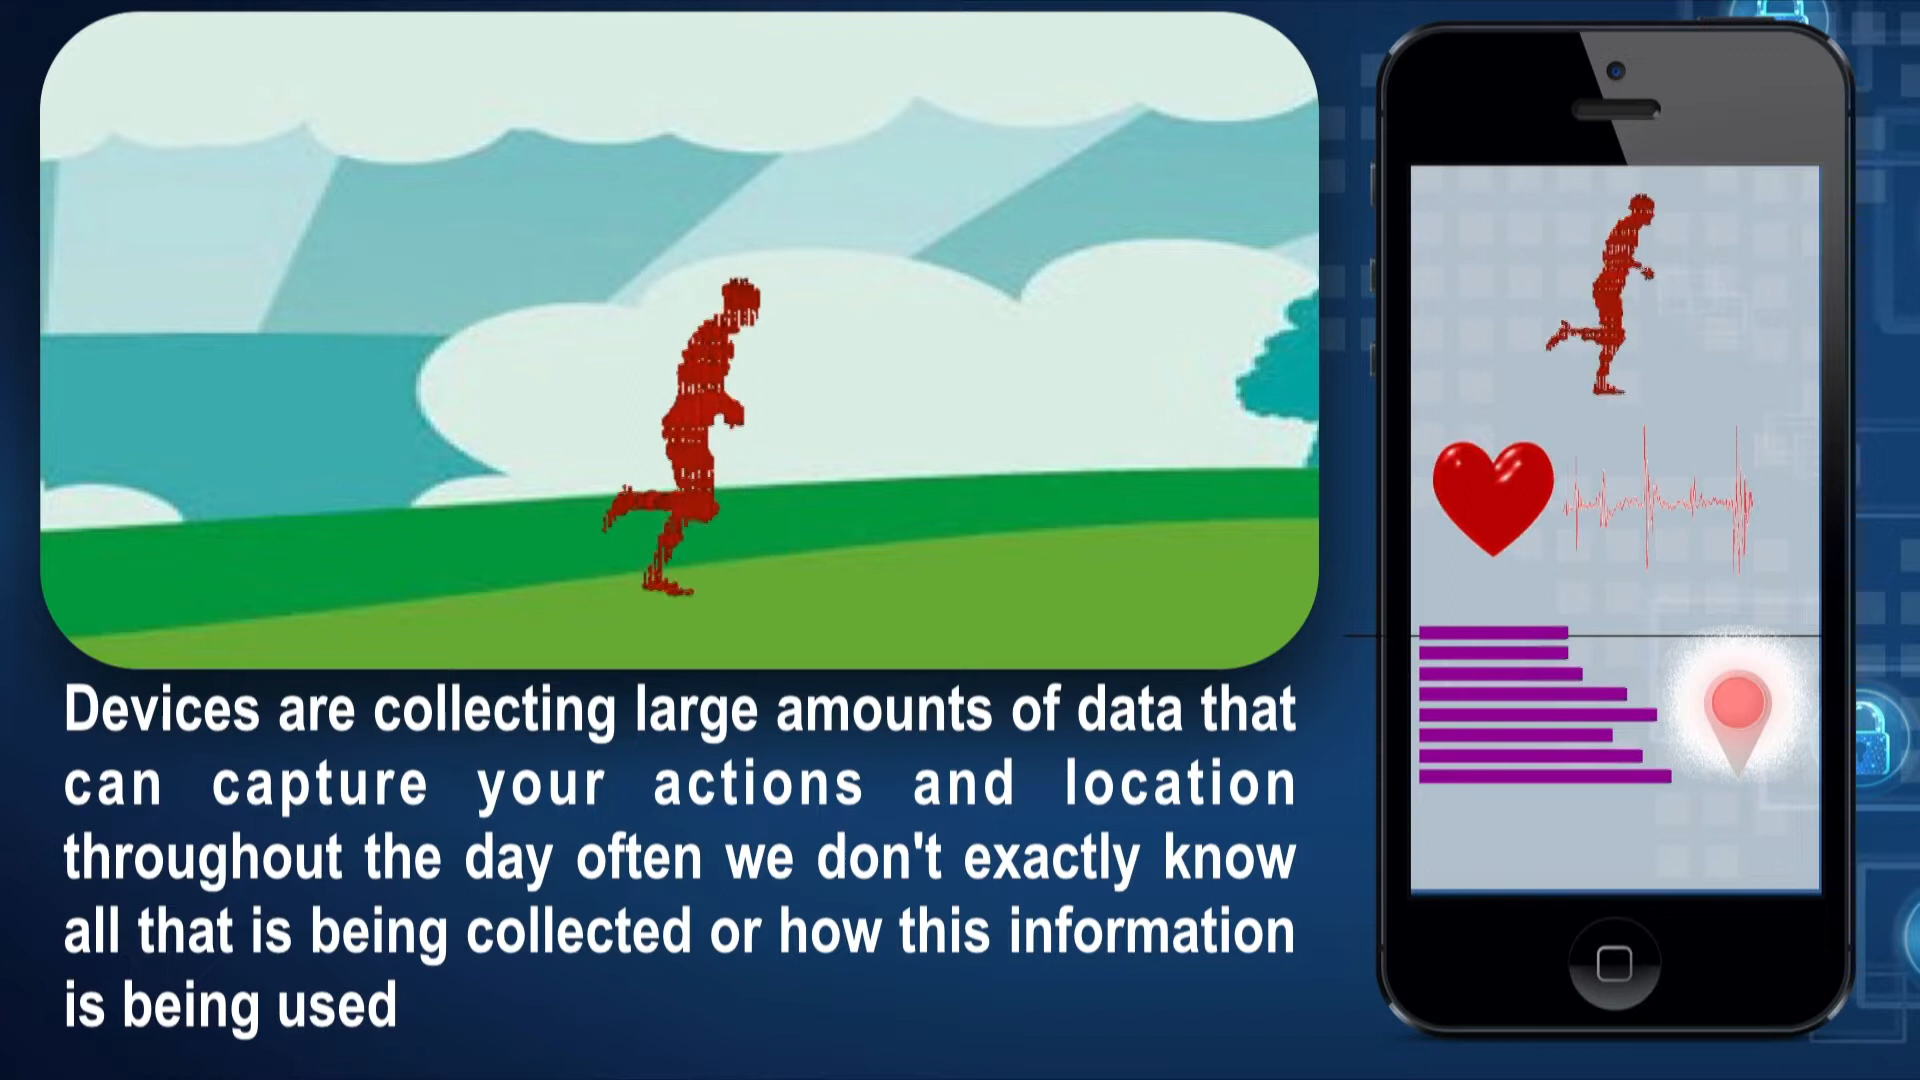 Devices are collecting large amounts of data that
can capture your actions and location
throughout the day often we don't exactly know
all that is being collected or how this information
is being used